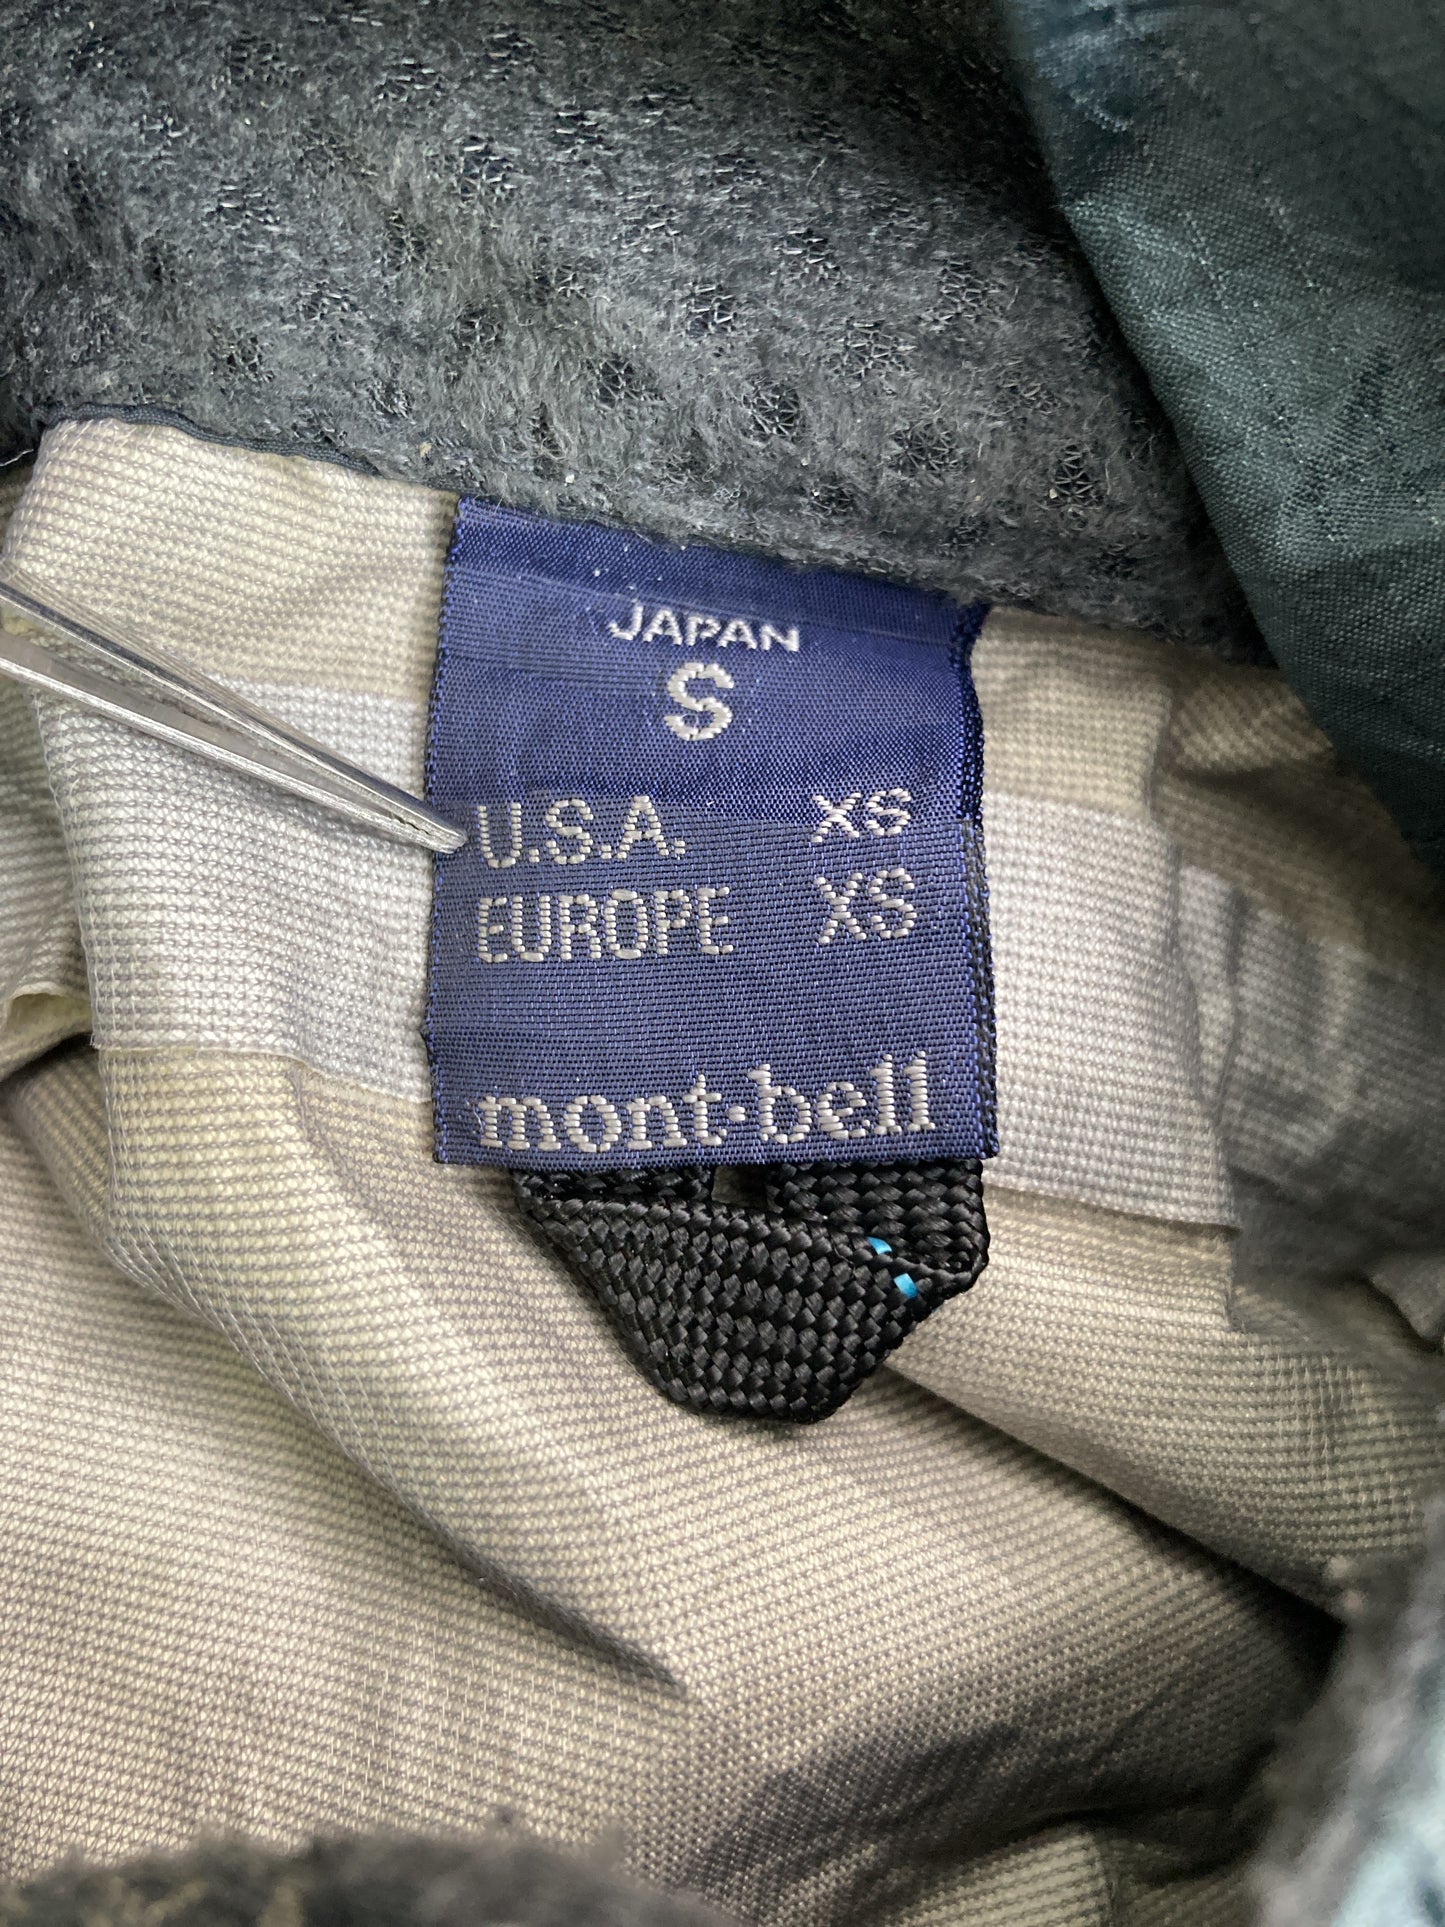 JAPAN
S
U.S.A. XS
EUROPE XS
mont-bell